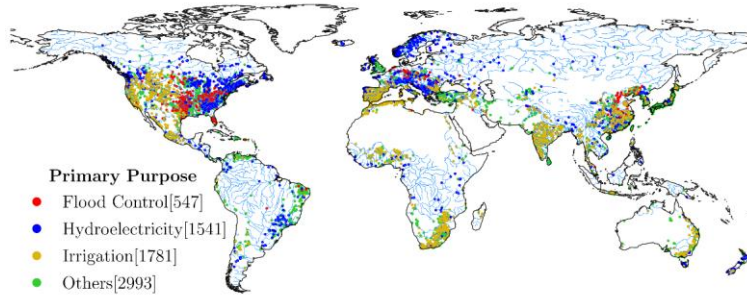 Primary Purpose
Flood Control[547]
Hydroelectricity[1541]
Irrigation[1781]
Others[2993]